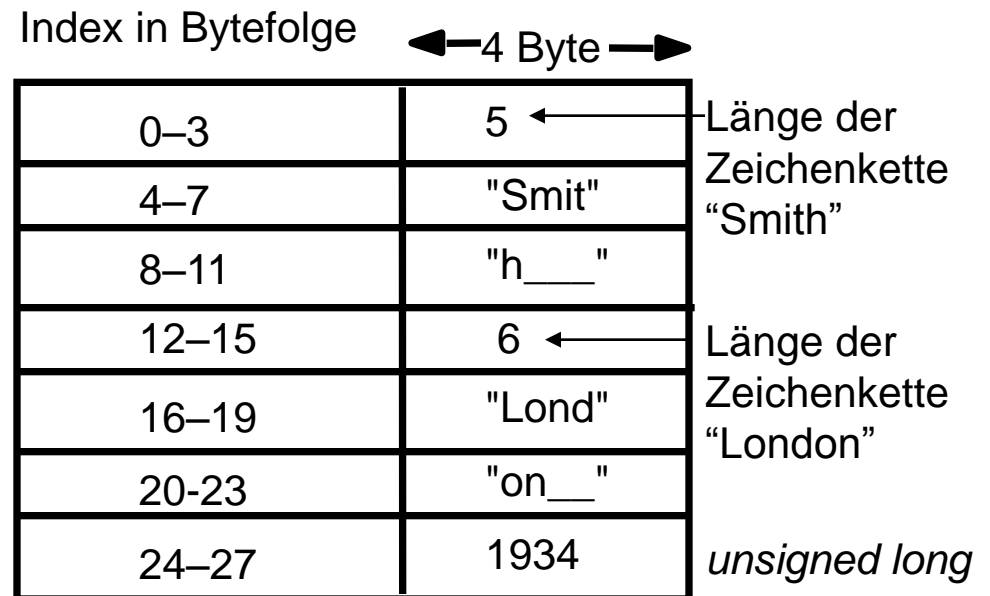 Index in Bytefolge
4 Byte
0–3 5 Länge der
Zeichenkette
4–7 "Smit"
“Smith”
8–11 "h___"
12–15 6 Länge der
Zeichenkette
16–19 "Lond"
“London”
20-23 "on__"
24–27 1934 unsigned long